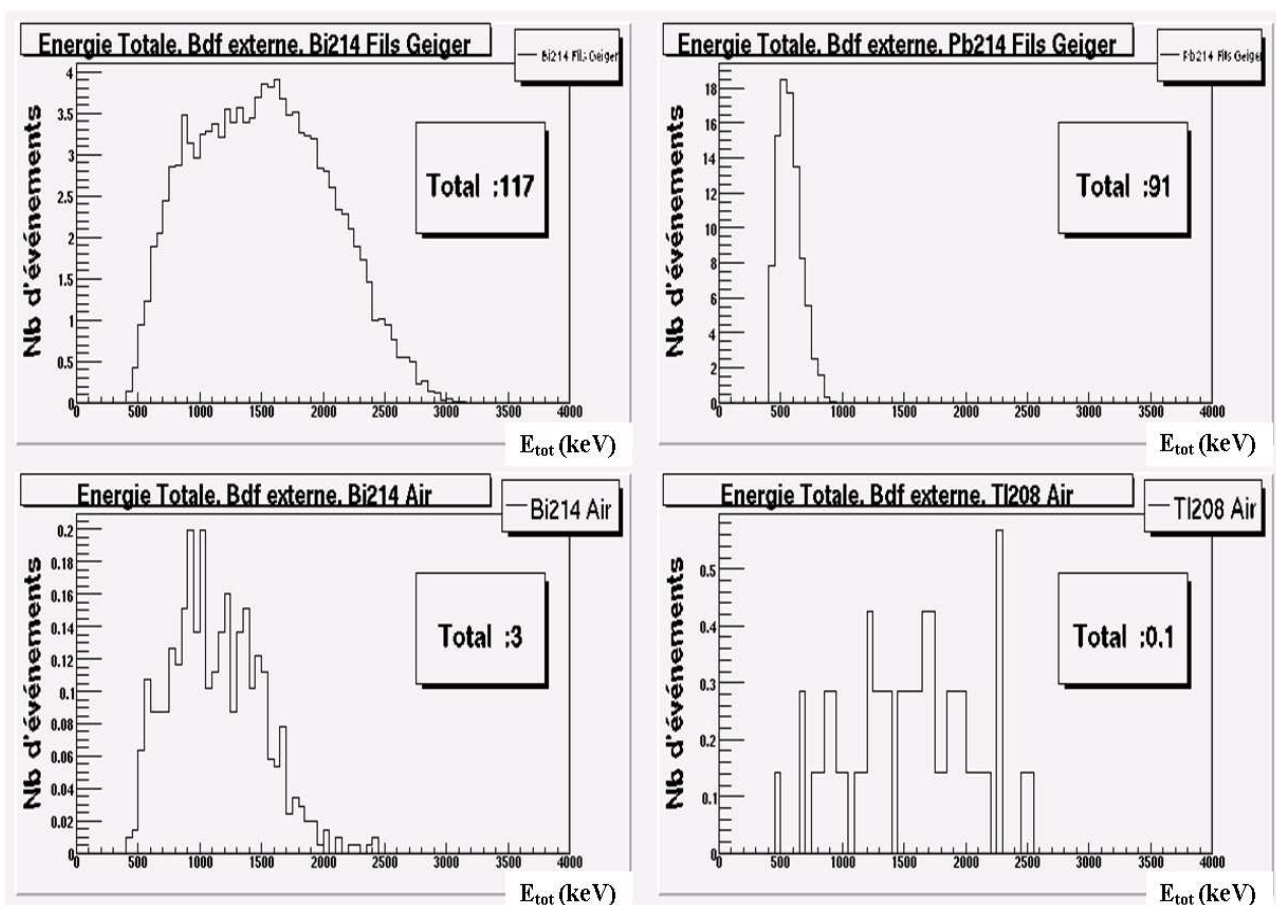 Energie Totale, Bdf externe, Bi214 Fils Geiger
Bi214 Fils Geiger
Nb d'événements
4
3.5
3
2.5
2
1.5
1
0.5
0
Total :117
0 500 1000 1500 2000 2500 3000 3500 4000
Etot (keV)
Energie Totale, Bdf externe, Pb214 Fils Geiger
Pb214 Fils Geiger
Nb d'événements
18
16
14
12
10
8
6
4
2
0
Total :91
0 500 1000 1500 2000 2500 3000 3500 4000
Etot (keV)
Energie Totale, Bdf externe, Bi214 Air
Bi214 Air
Nb d'événements
0.2
0.18
0.16
0.14
0.12
0.1
0.08
0.06
0.04
0.02
0
Total :3
0 500 1000 1500 2000 2500 3000 3500 4000
Etot (keV)
Energie Totale, Bdf externe, Tl208 Air
Tl208 Air
Nb d'événements
0.5
0.4
0.3
0.2
0.1
0
Total :0.1
0 500 1000 1500 2000 2500 3000 3500 4000
Etot (keV)